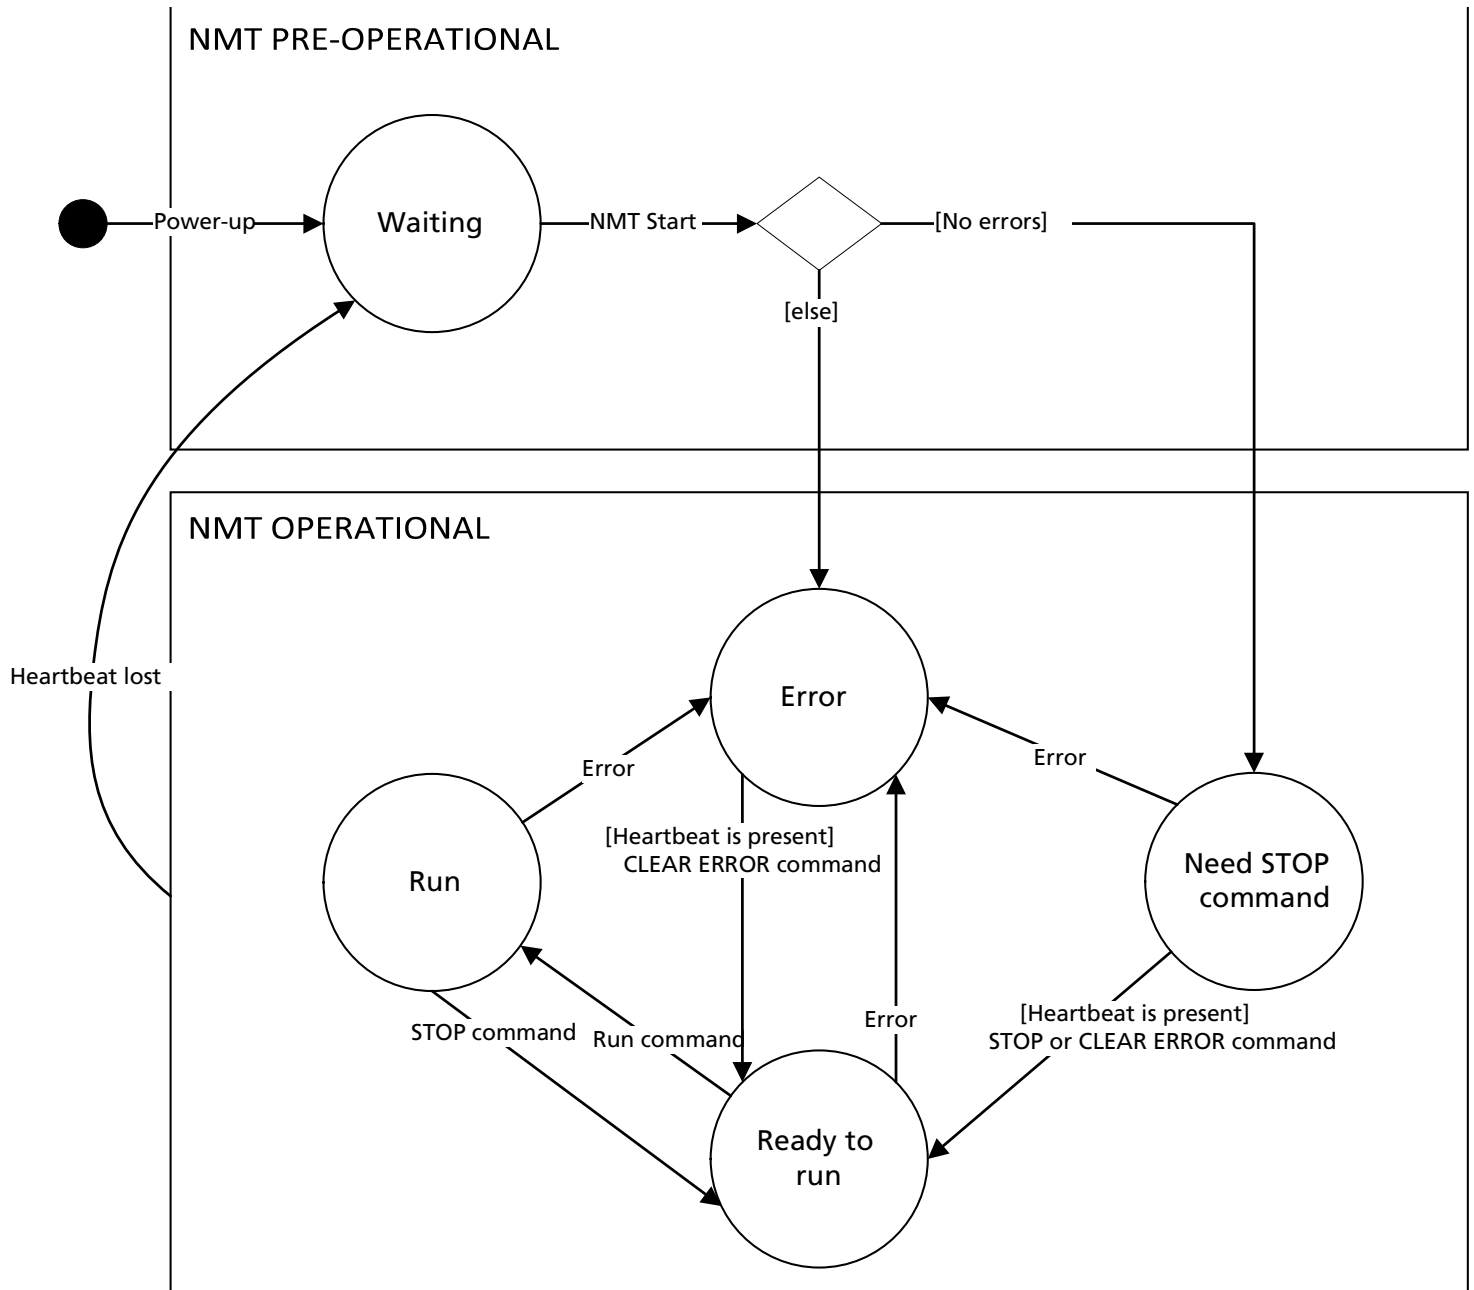 NMT PRE-OPERATIONAL
Power-up
Waiting
NMT Start
[No errors]
[else]
NMT OPERATIONAL
Heartbeat lost
Error
Error
Error
[Heartbeat is present]
CLEAR ERROR command
Run
Need STOP
command
STOP command
Run command
Error
[Heartbeat is present]
STOP or CLEAR ERROR command
Ready to
run